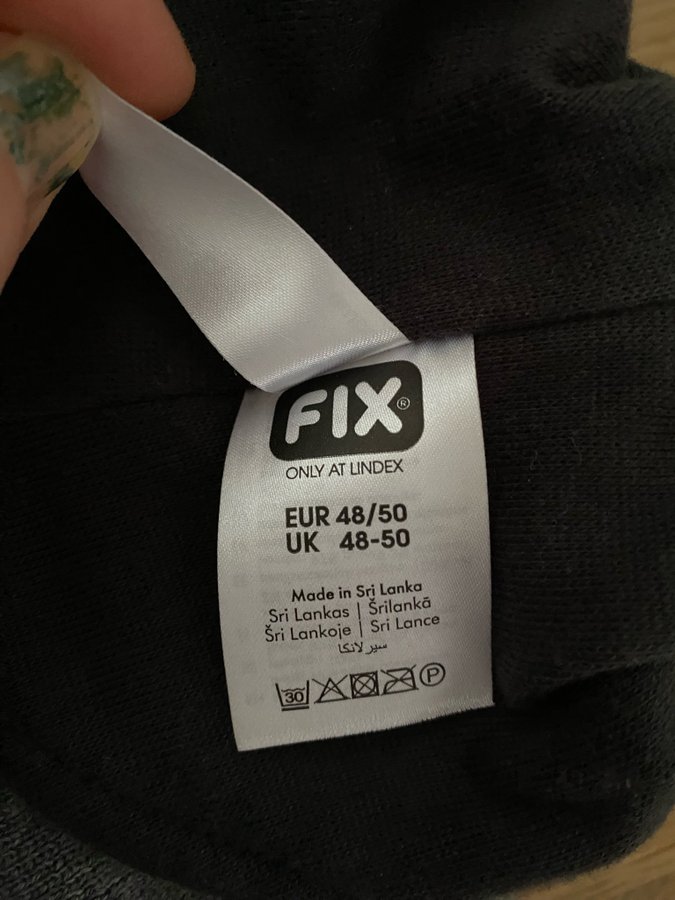 FIX®
ONLY AT LINDEX
EUR 48/50
UK 48-50
Made in Sri Lanka
Sri Lankas | Šrilankā
Šri Lankoje | Sri Lance
سير لانكا
30 P